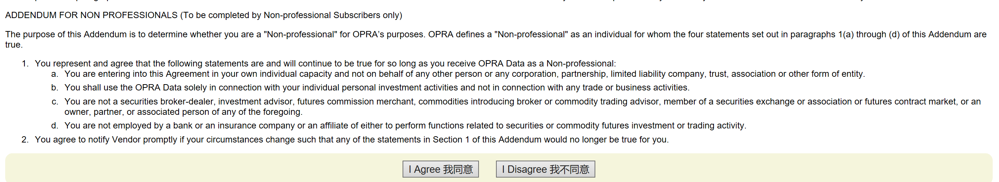 ADDENDUM FOR NON PROFESSIONALS (To be completed by Non-professional Subscribers only)
The purpose of this Addendum is to determine whether you are a "Non-professional" for OPRA’s purposes. OPRA defines a "Non-professional" as an individual for whom the four statements set out in paragraphs 1(a) through (d) of this Addendum are
true.
1. You represent and agree that the following statements are and will continue to be true for so long as you receive OPRA Data as a Non-professional:
a. You are entering into this Agreement in your own individual capacity and not on behalf of any other person or any corporation, partnership, limited liability company, trust, association or other form of entity.
b. You shall use the OPRA Data solely in connection with your individual personal investment activities and not in connection with any trade or business activities.
c. You are not a securities broker-dealer, investment advisor, futures commission merchant, commodities introducing broker or commodity trading advisor, member of a securities exchange or association or futures contract market, or an
owner, partner, or associated person of any of the foregoing.
d. You are not employed by a bank or an insurance company or an affiliate of either to perform functions related to securities or commodity futures investment or trading activity.
2. You agree to notify Vendor promptly if your circumstances change such that any of the statements in Section 1 of this Addendum would no longer be true for you.
I Agree 我同意 I Disagree 我不同意